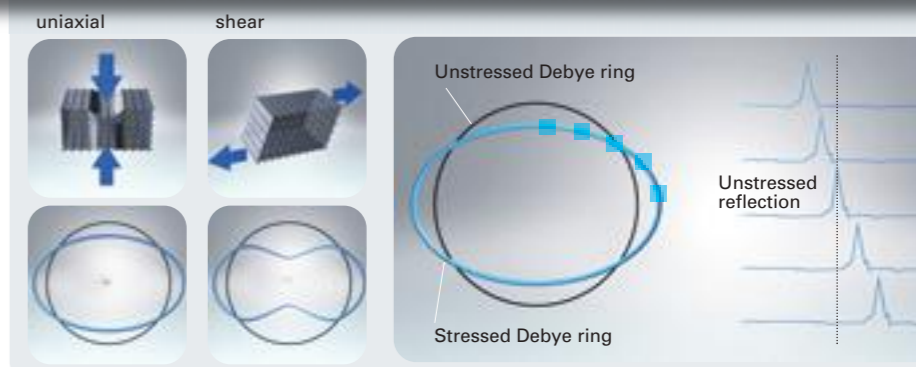 uniaxial
shear
Unstressed Debye ring
Unstressed
reflection
Stressed Debye ring